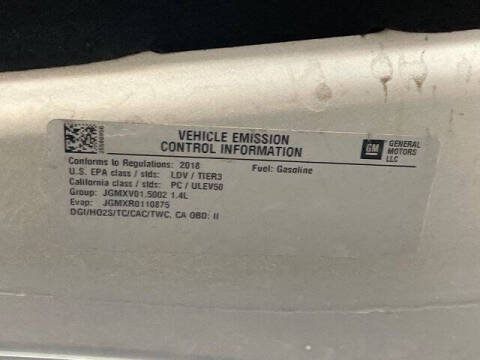 VEHICLE EMISSION
CONTROL INFORMATION
GM
GENERAL
MOTORS
LLC
Conforms to Regulations: 2018
Fuel: Gasoline
U.S. EPA class / stds: LDV / TIER3
California class / stds: PC / ULEV50
Group: JGMXV01.5002 1.4L
Evap: JGMXR0110875
DGI/HO2S/TC/CAC/TWC, CA OBD: II